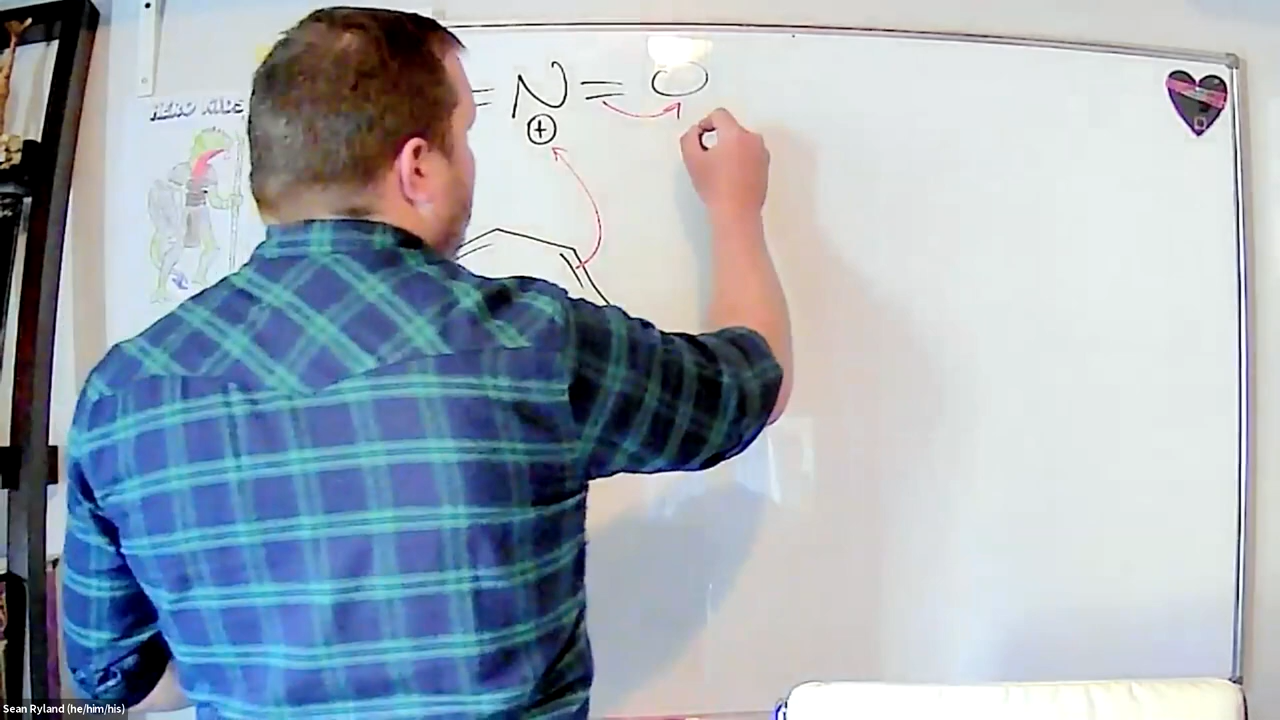 = N = O
⊕
HERO KIDS
Sean Ryland (he/him/his)